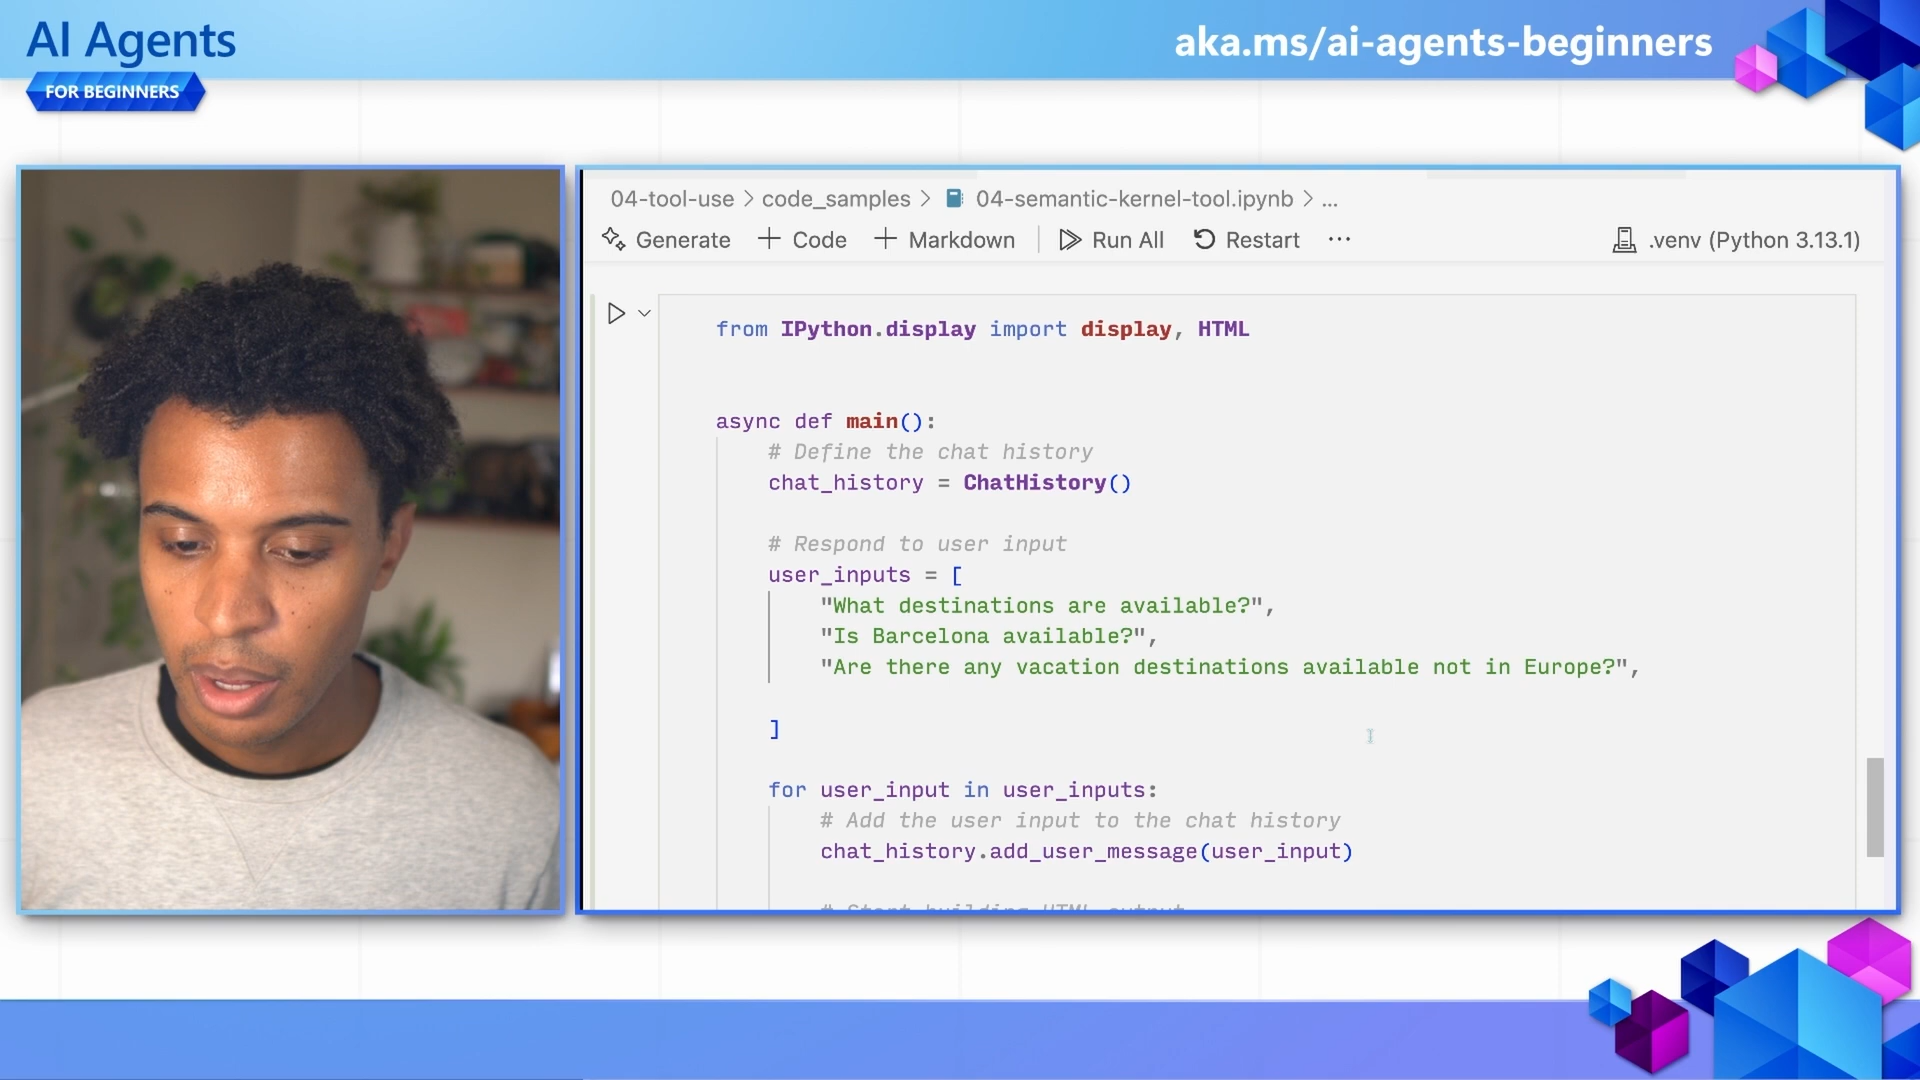 AI Agents
FOR BEGINNERS
aka.ms/ai-agents-beginners
04-tool-use > code_samples > 04-semantic-kernel-tool.ipynb > ...
Generate + Code + Markdown Run All Restart ... .venv (Python 3.13.1)
from IPython.display import display, HTML
async def main():
# Define the chat history
chat_history = ChatHistory()
# Respond to user input
user_inputs = [
"What destinations are available?",
"Is Barcelona available?",
"Are there any vacation destinations available not in Europe?",
]
for user_input in user_inputs:
# Add the user input to the chat history
chat_history.add_user_message(user_input)
# Start building HTML output